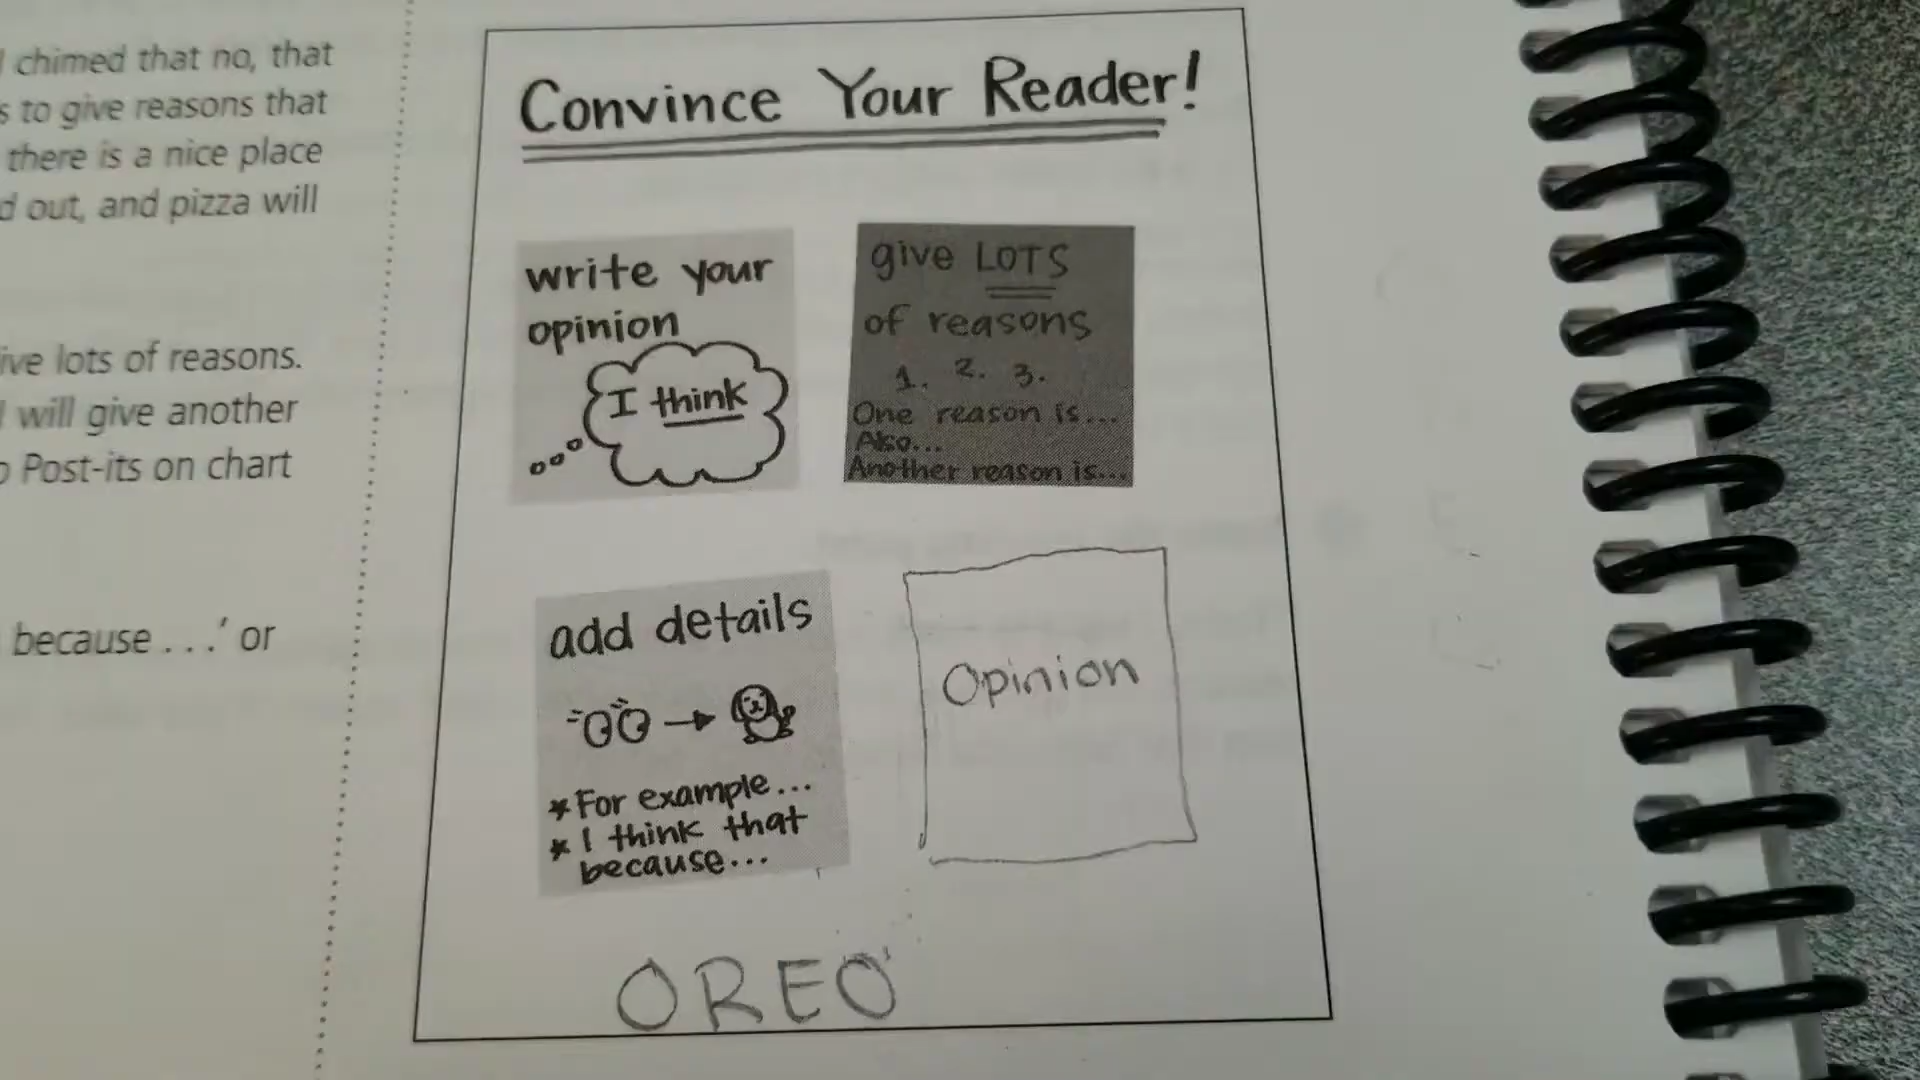 chimed that no, that
to give reasons that
there is a nice place
out, and pizza will
lots of reasons.
will give another
Post-its on chart
because . . .' or
Convince Your Reader!
write your
opinion
I think
give LOTS
of reasons
1. 2. 3.
One reason is...
Also...
Another reason is...
add details
* For example...
* I think that
because...
Opinion
OREO